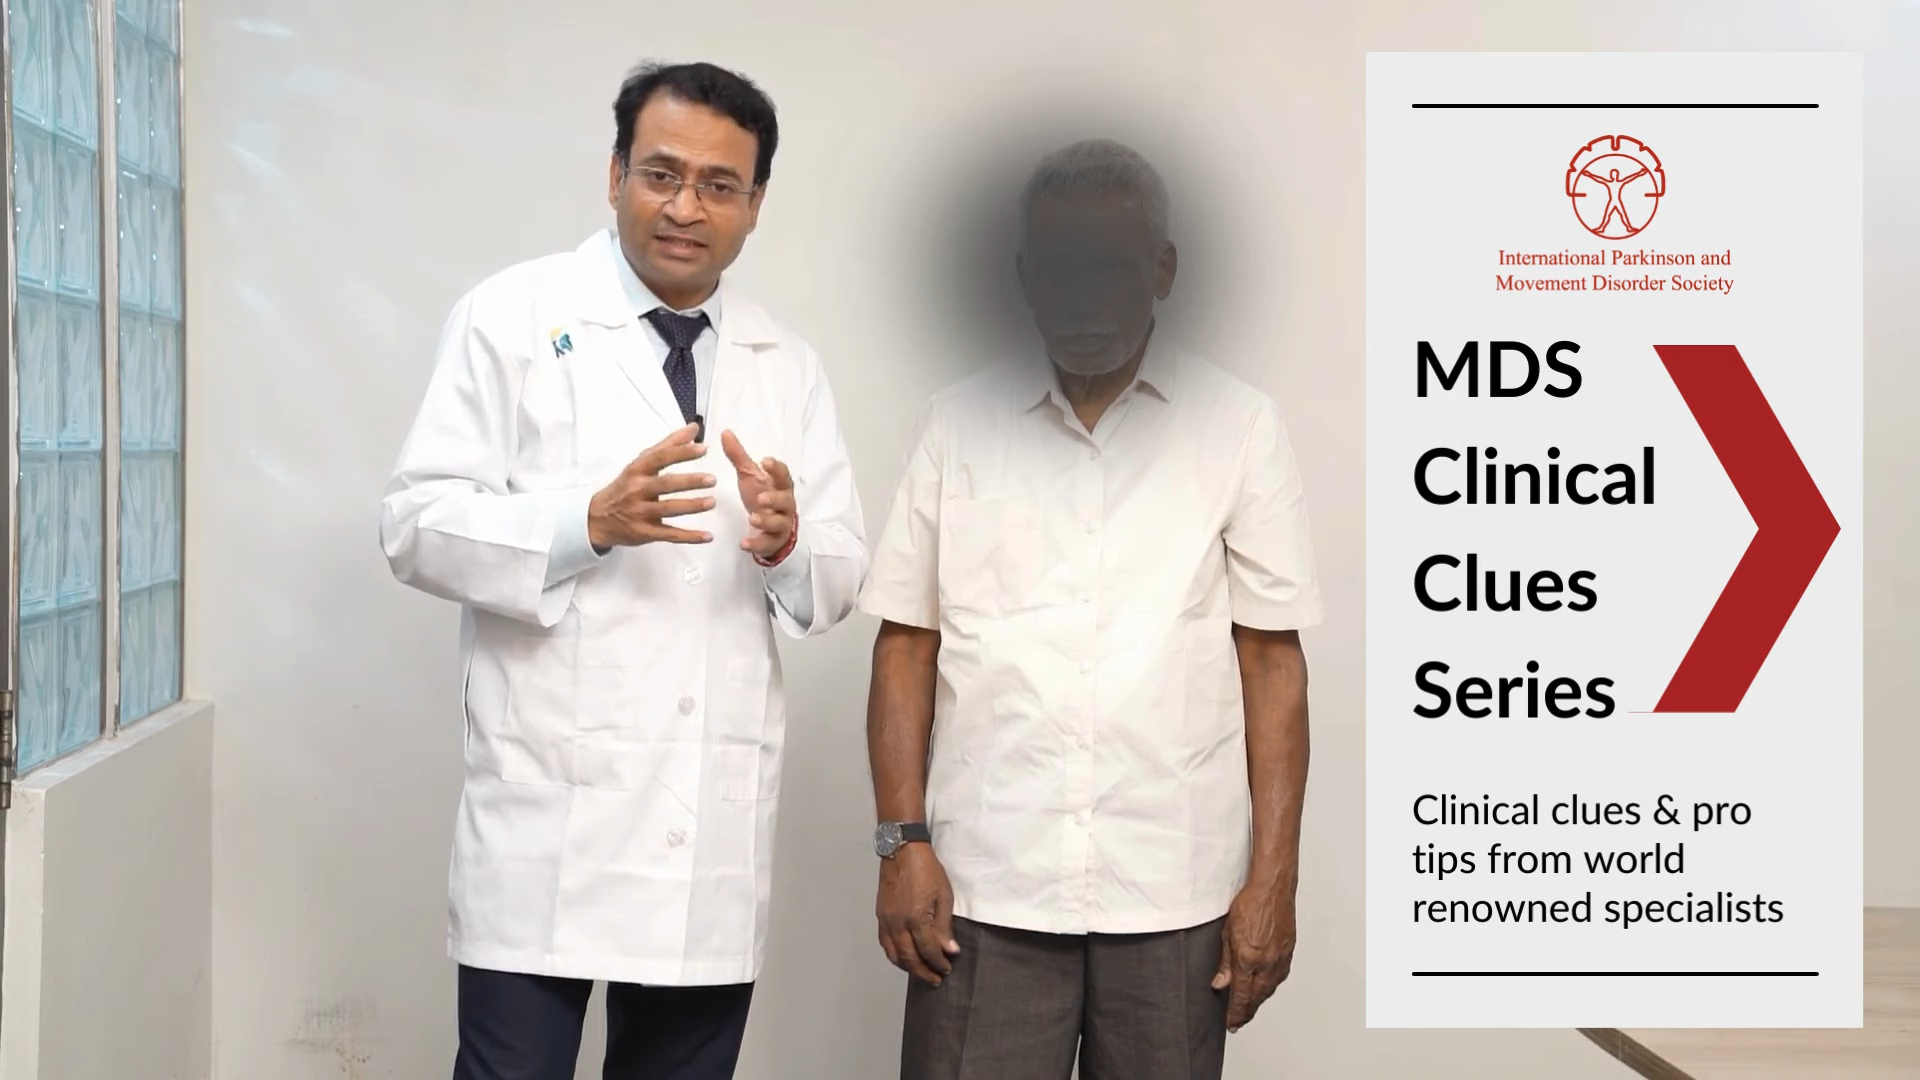 International Parkinson and
Movement Disorder Society
MDS
Clinical
Clues
Series
Clinical clues & pro
tips from world
renowned specialists